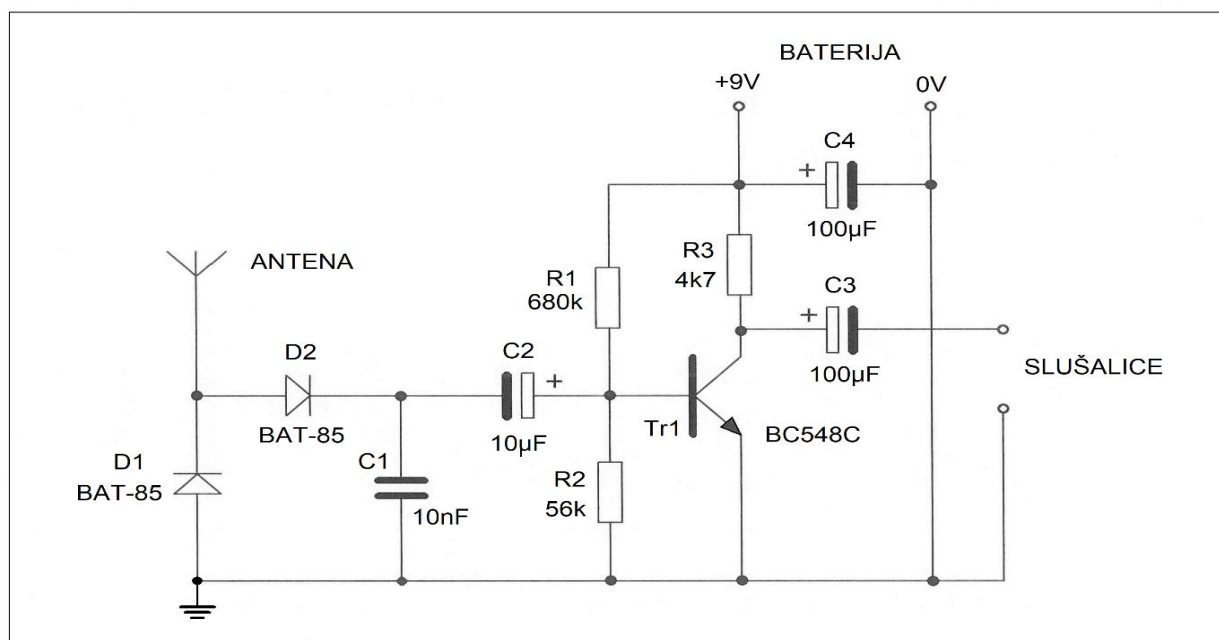 BATERIJA
+9V
0V
C4
+
100µF
R3
4k7
C3
+
100µF
ANTENA
R1
680k
SLUŠALICE
D2
BAT-85
C2
+
10µF
Tr1
BC548C
D1
BAT-85
C1
10nF
R2
56k